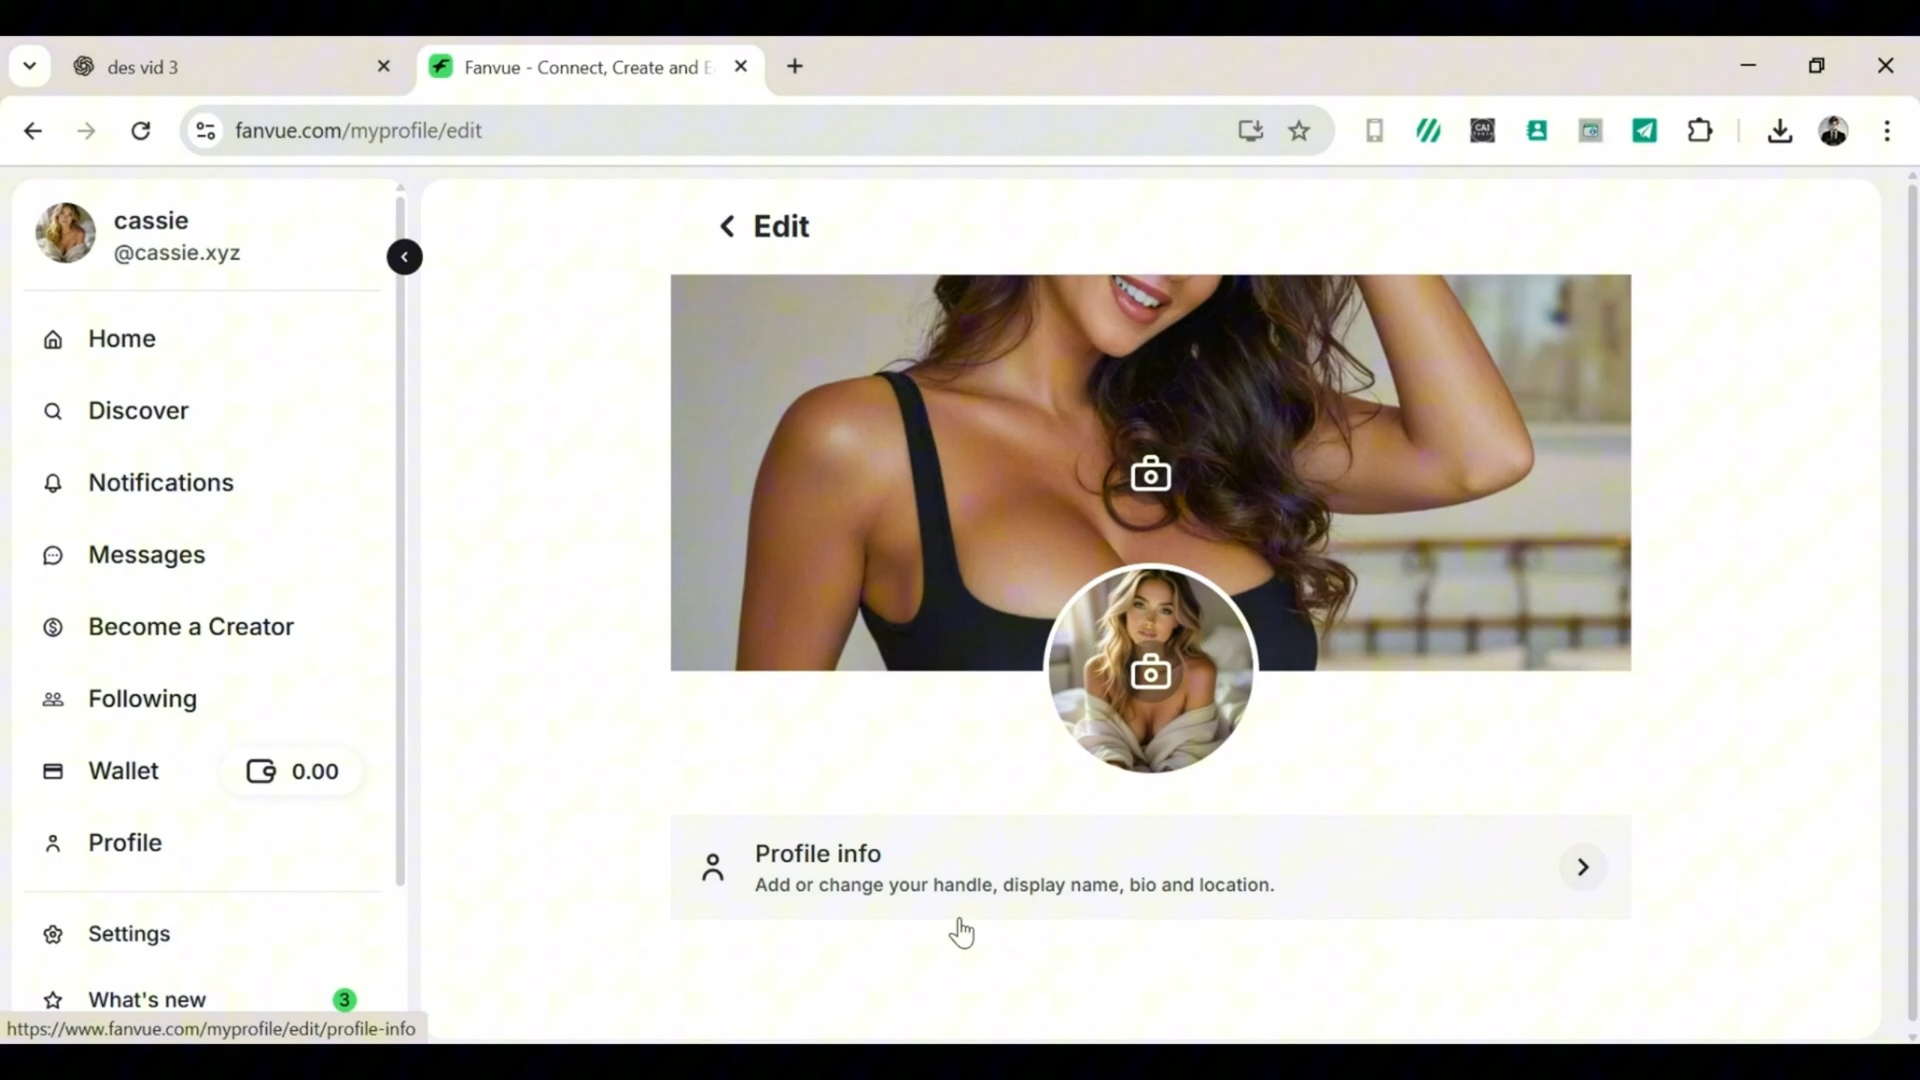 des vid 3
Fanvue - Connect, Create and E
fanvue.com/myprofile/edit
CAI
cassie
@cassie.xyz
Home
Discover
Notifications
Messages
Become a Creator
Following
Wallet
0.00
Profile
Settings
What's new
3
https://www.fanvue.com/myprofile/edit/profile-info
Edit
Profile info
Add or change your handle, display name, bio and location.